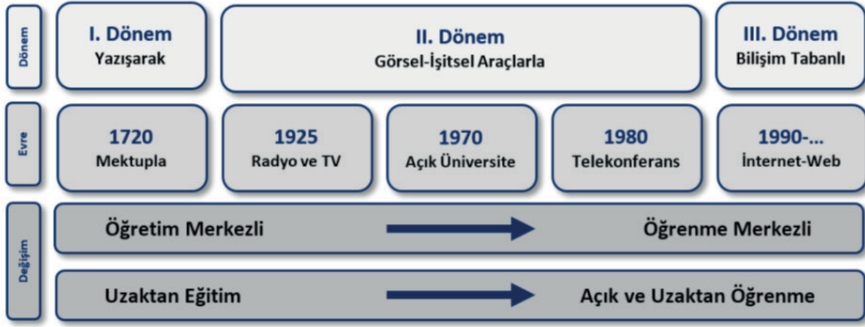 Dönem
I. Dönem
Yazışarak
II. Dönem
Görsel-İşitsel Araçlarla
III. Dönem
Bilişim Tabanlı
Evre
1720
Mektupla
1925
Radyo ve TV
1970
Açık Üniversite
1980
Telekonferans
1990-...
İnternet-Web
Değişim
Öğretim Merkezli
Öğrenme Merkezli
Uzaktan Eğitim
Açık ve Uzaktan Öğrenme